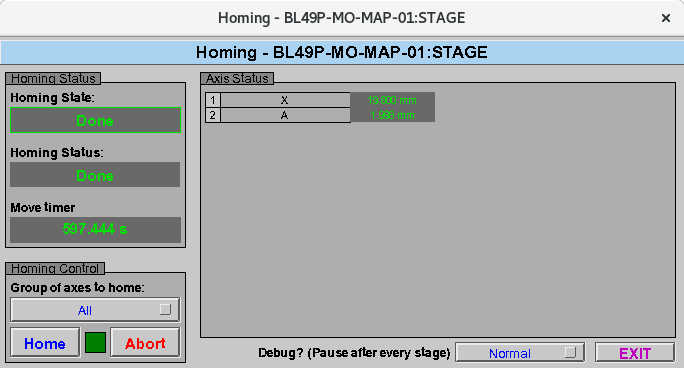 Homing - BL49P-MO-MAP-01:STAGE
×
Homing - BL49P-MO-MAP-01:STAGE
Homing Status
Homing State:
Done
Homing Status:
Done
Move timer
597.444 s
Homing Control
Group of axes to home:
All
Home Abort
Axis Status
1 X 19.800 mm
2 A mm
Debug? (Pause after every stage) Normal EXIT